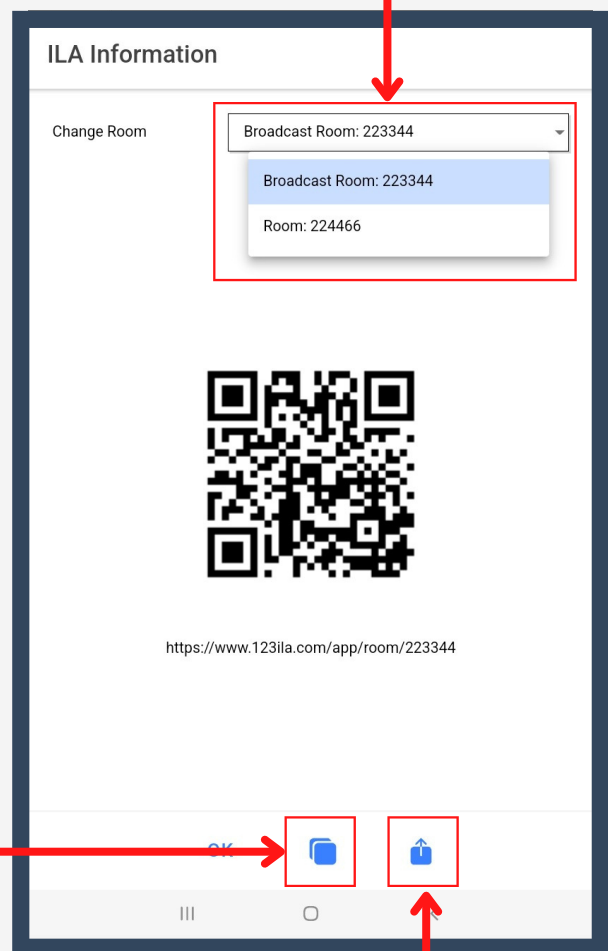 ILA Information
Change Room
Broadcast Room: 223344
Broadcast Room: 223344
Room: 224466
https://www.123ila.com/app/room/223344
OK